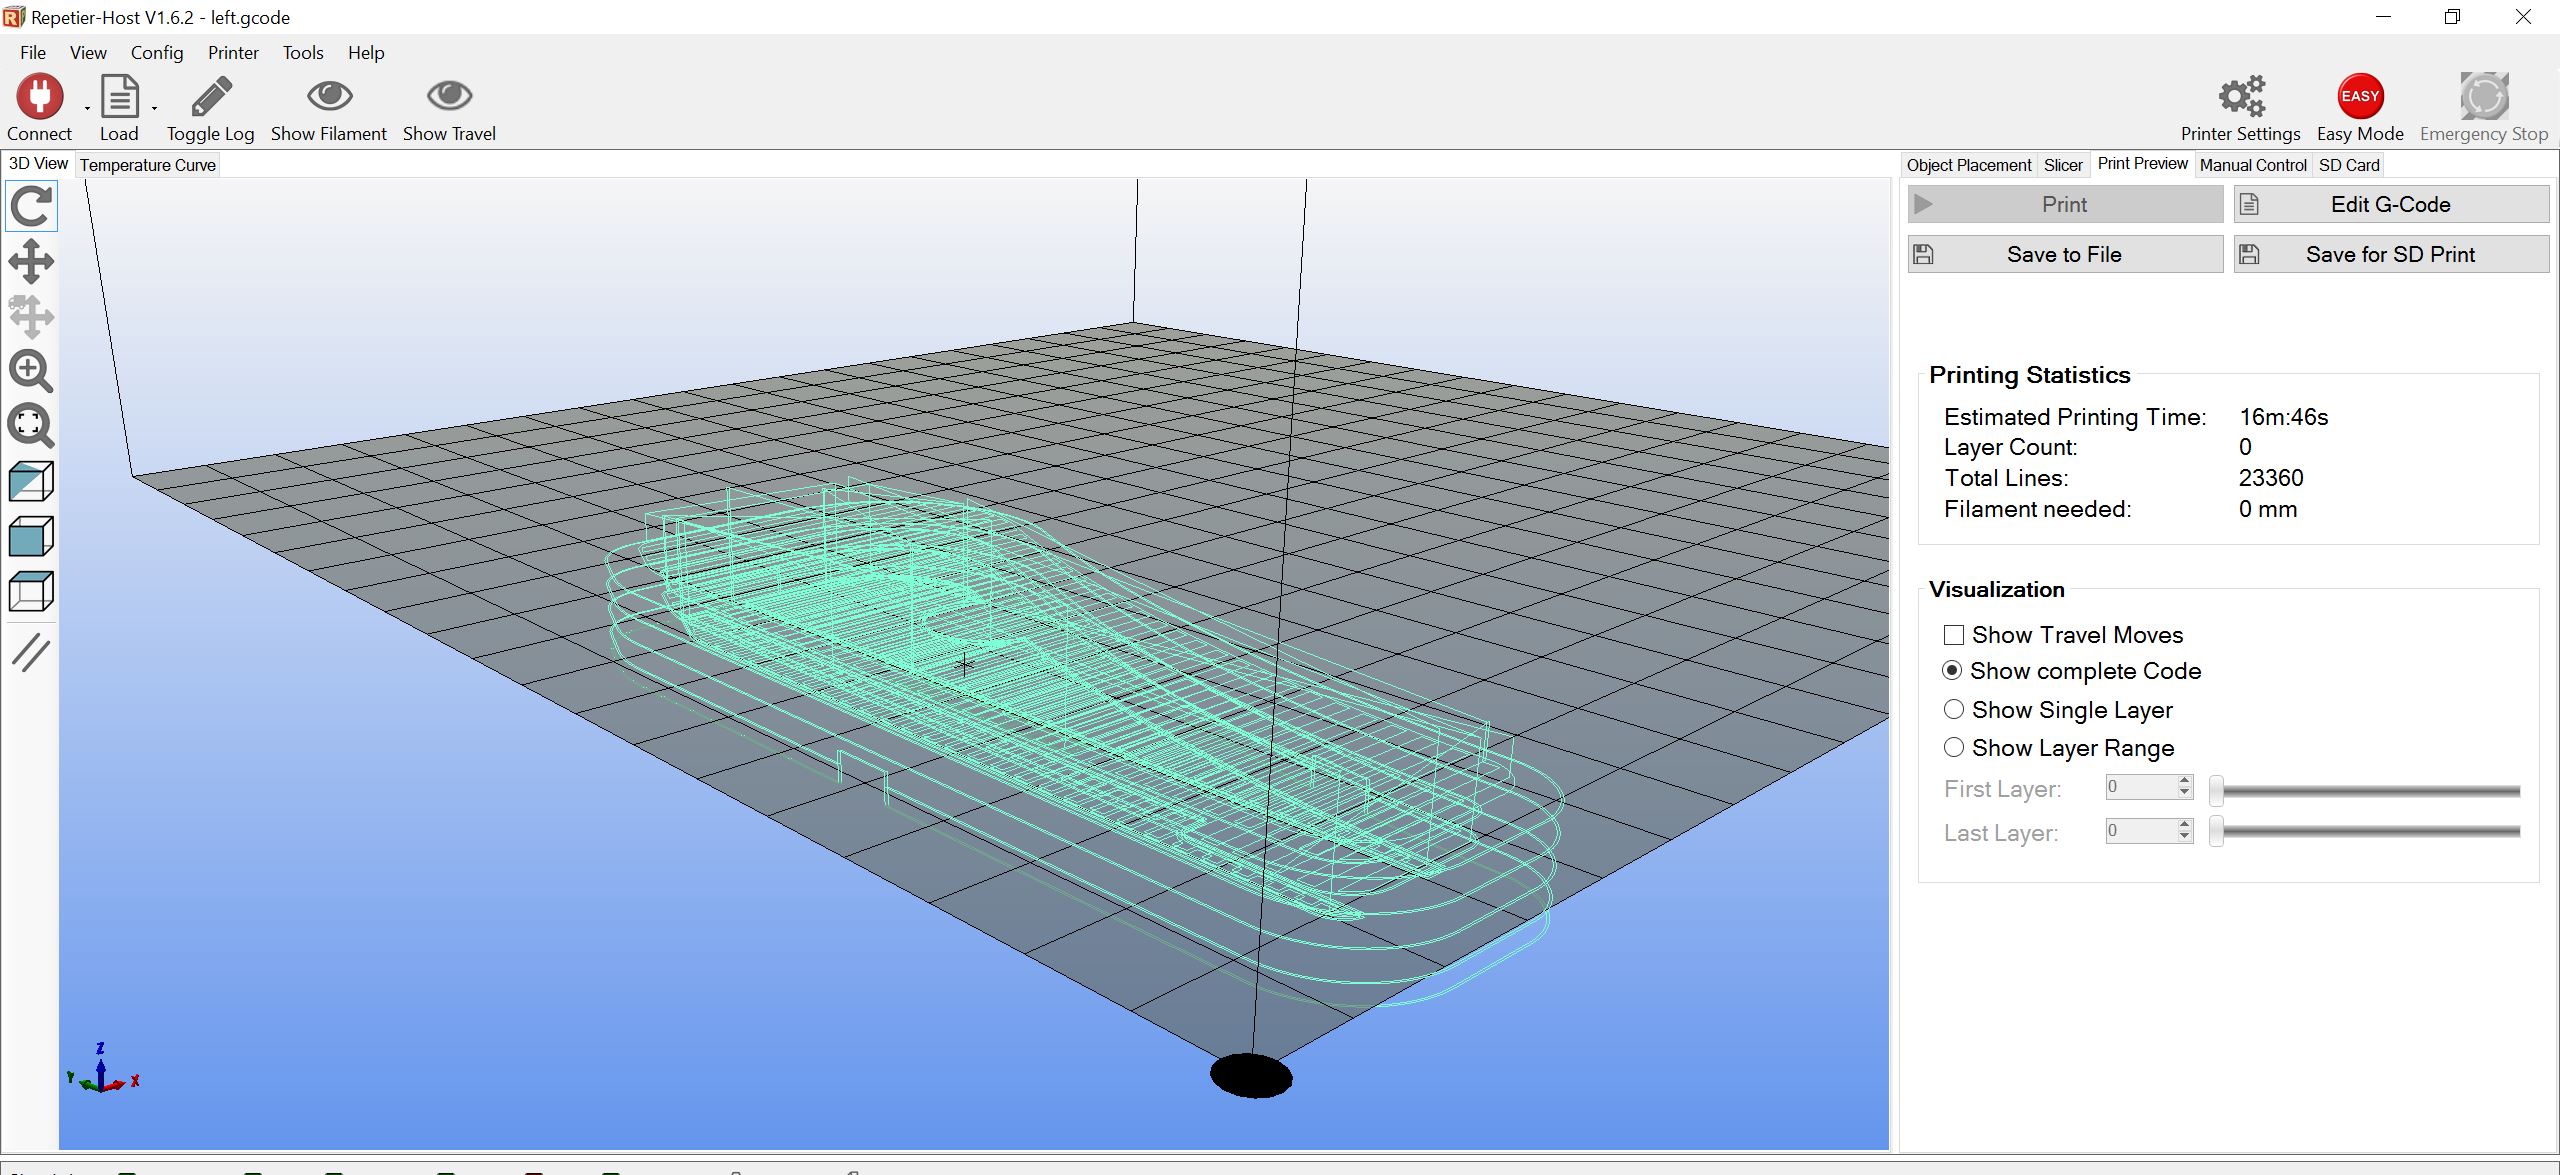 Repetier-Host V1.6.2 - left.gcode
File View Config Printer Tools Help
Connect Load Toggle Log Show Filament Show Travel Printer Settings Easy Mode Emergency Stop
EASY
3D View Temperature Curve
Object Placement Slicer Print Preview Manual Control SD Card
Print Edit G-Code
Save to File Save for SD Print
Printing Statistics
Estimated Printing Time: 16m:46s
Layer Count: 0
Total Lines: 23360
Filament needed: 0 mm
Visualization
Show Travel Moves
Show complete Code
Show Single Layer
Show Layer Range
First Layer: 0
Last Layer: 0
Z
Y X